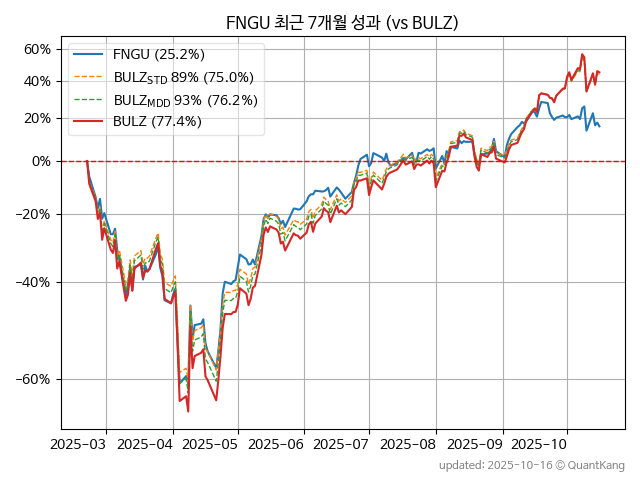 FNGU 최근 7개월 성과 (vs BULZ)
FNGU (25.2%)
BULZSTD 89% (75.0%)
BULZMDD 93% (76.2%)
BULZ (77.4%)
60%
40%
20%
0%
−20%
−40%
−60%
2025-03 2025-04 2025-05 2025-06 2025-07 2025-08 2025-09 2025-10
updated: 2025-10-16 © QuantKang